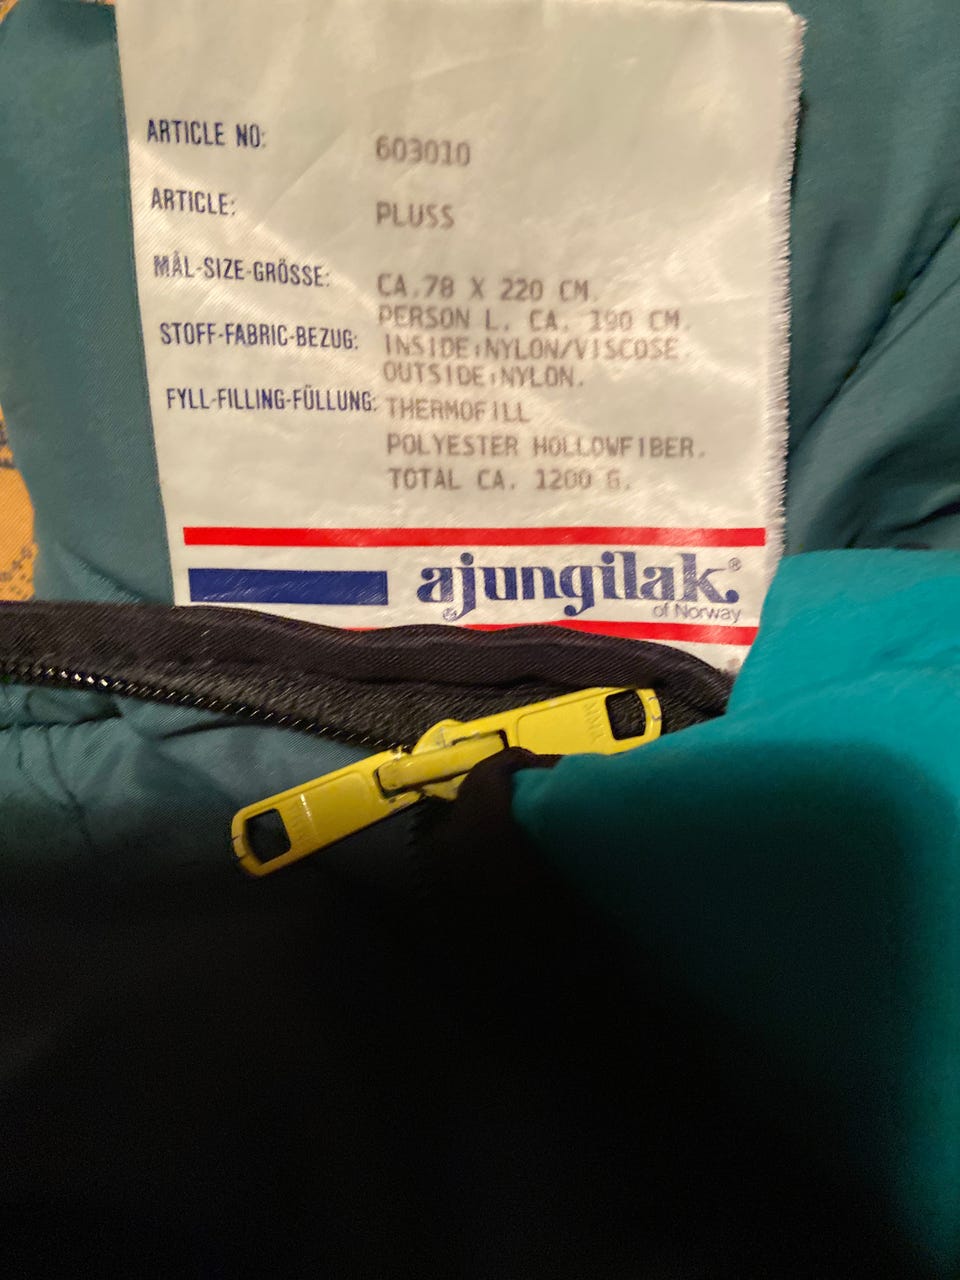 ARTICLE NO: 603010
ARTICLE: PLUSS
MÅL-SIZE-GRÖSSE: CA.78 X 220 CM.
PERSON L. CA. 190 CM.
STOFF-FABRIC-BEZUG: INSIDE:NYLON/VISCOSE.
OUTSIDE:NYLON.
FYLL-FILLING-FÜLLUNG: THERMOFILL
POLYESTER HOLLOWFIBER.
TOTAL CA. 1200 G.
ajungilak®
of Norway